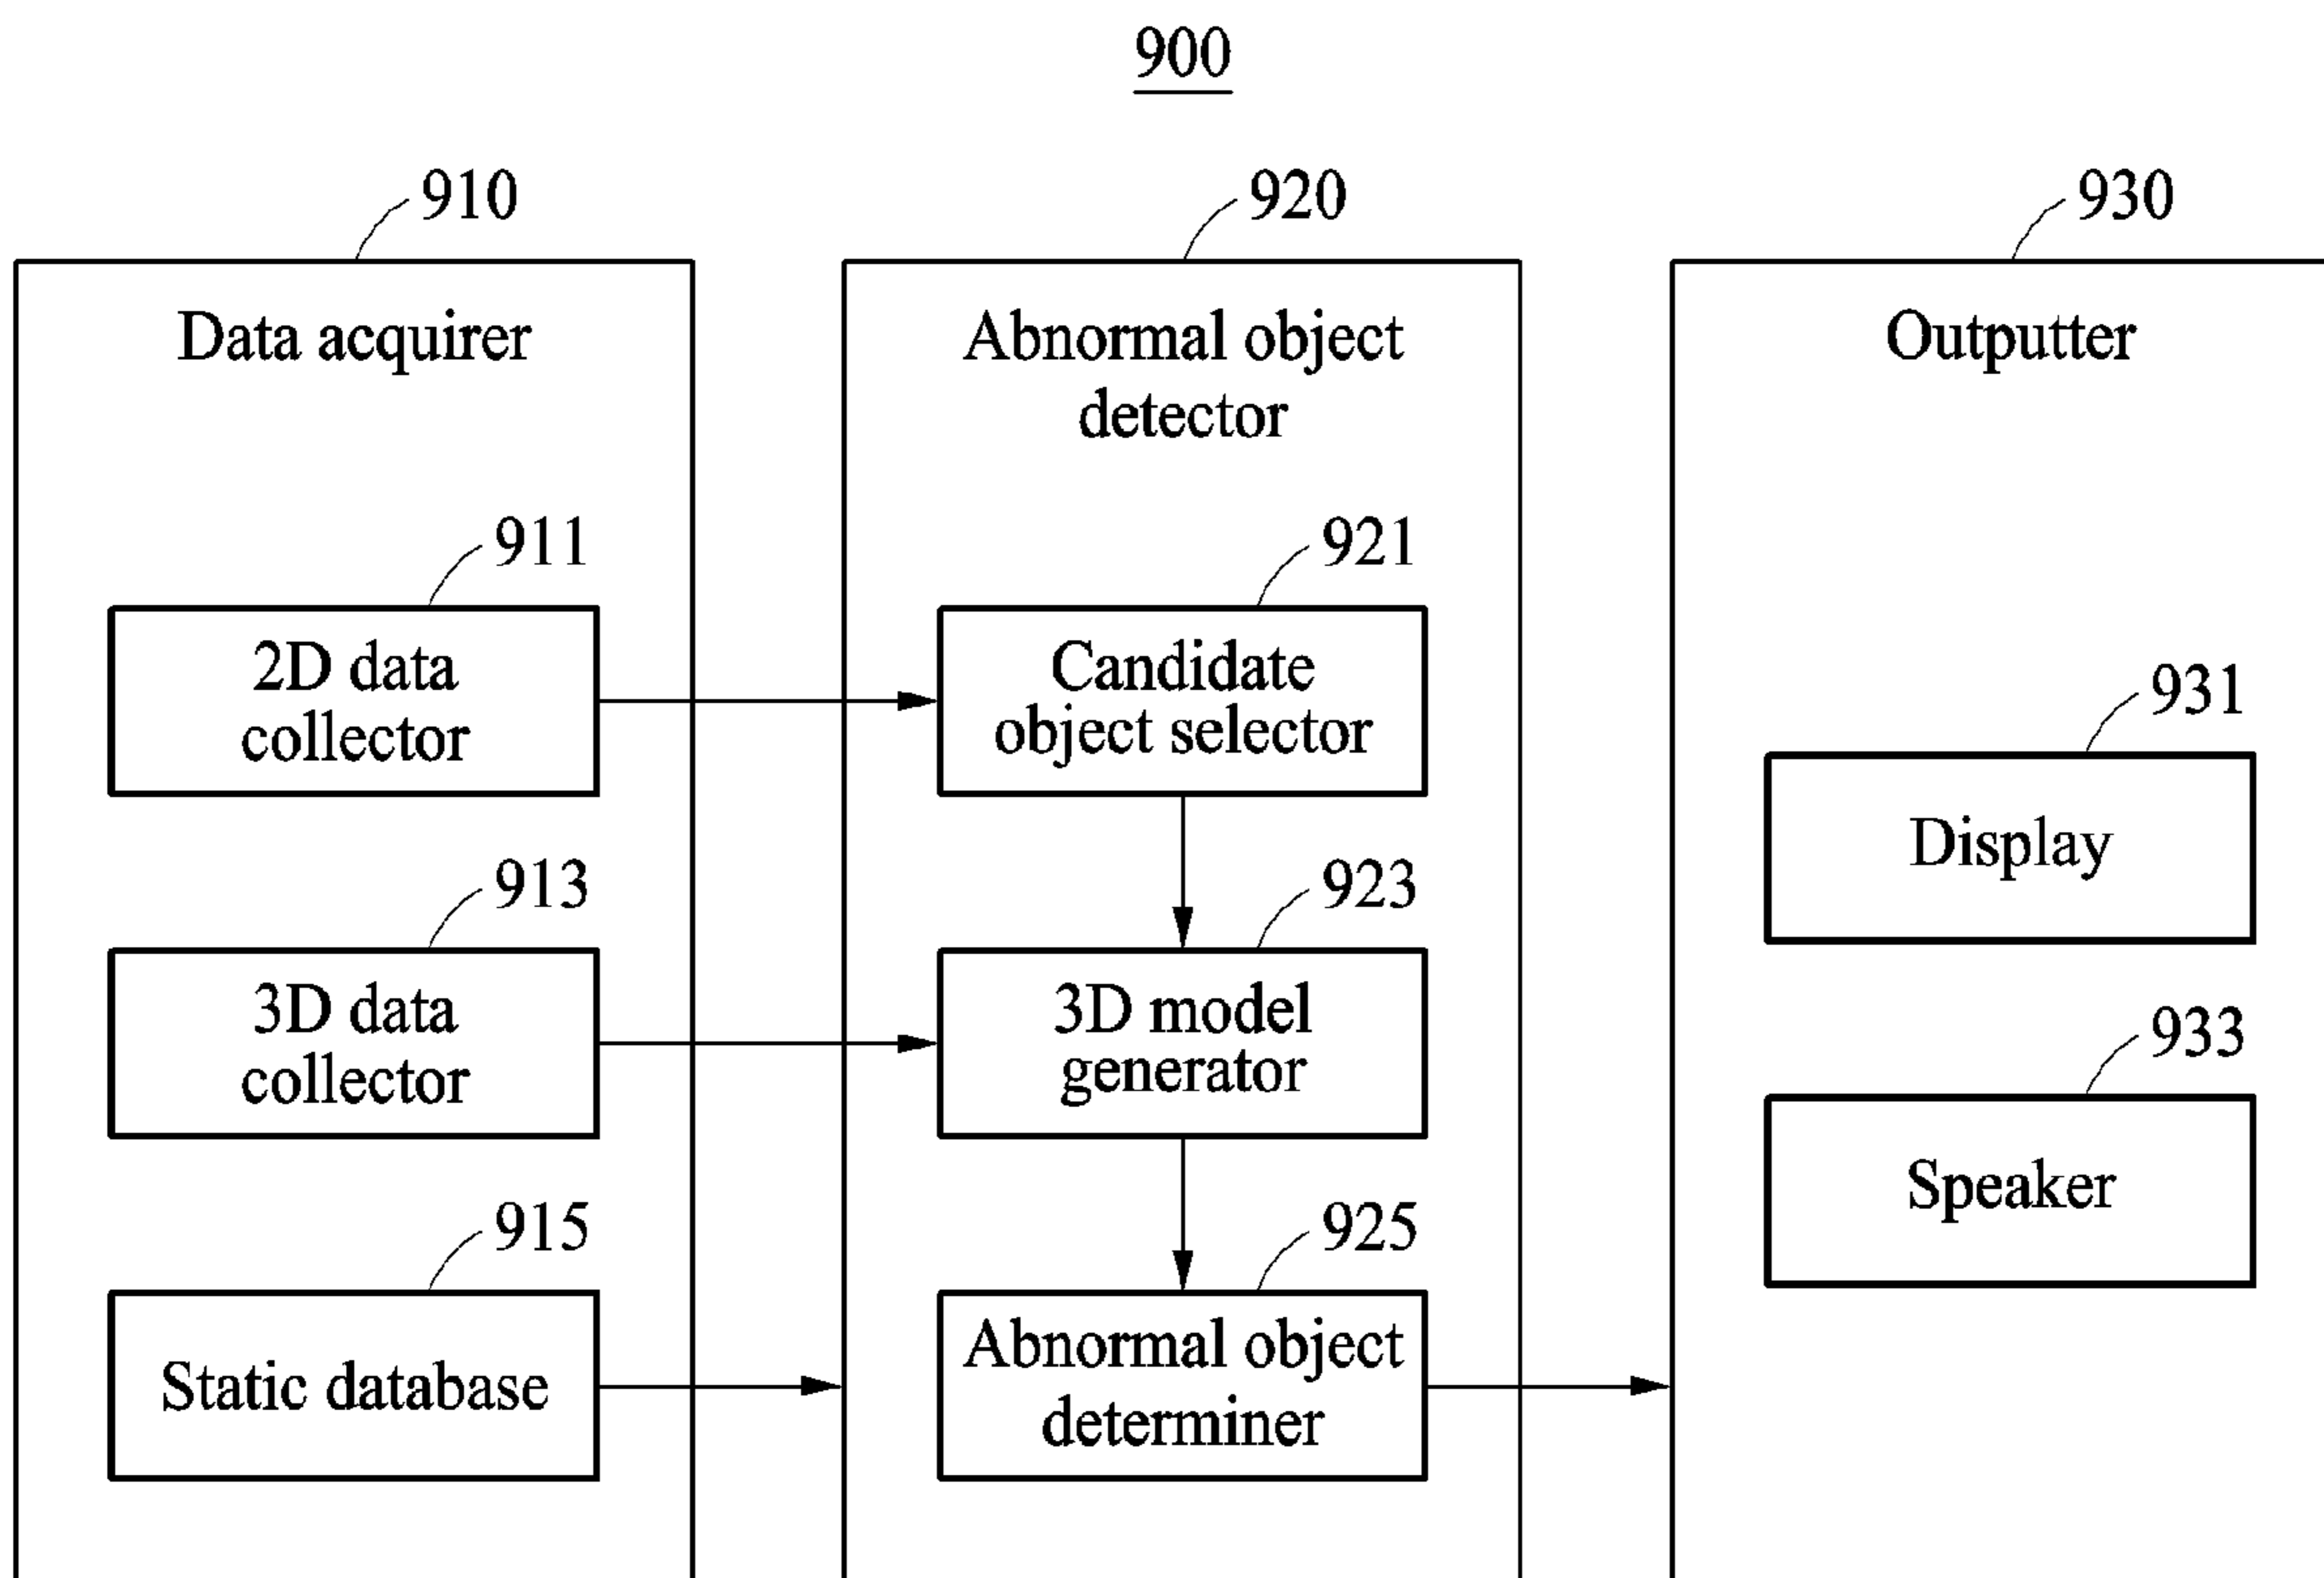 900
910
920
930
Data acquirer
Abnormal object
detector
Outputter
911
2D data
collector
921
Candidate
object selector
931
Display
913
3D data
collector
923
3D model
generator
933
Speaker
915
Static database
925
Abnormal object
determiner